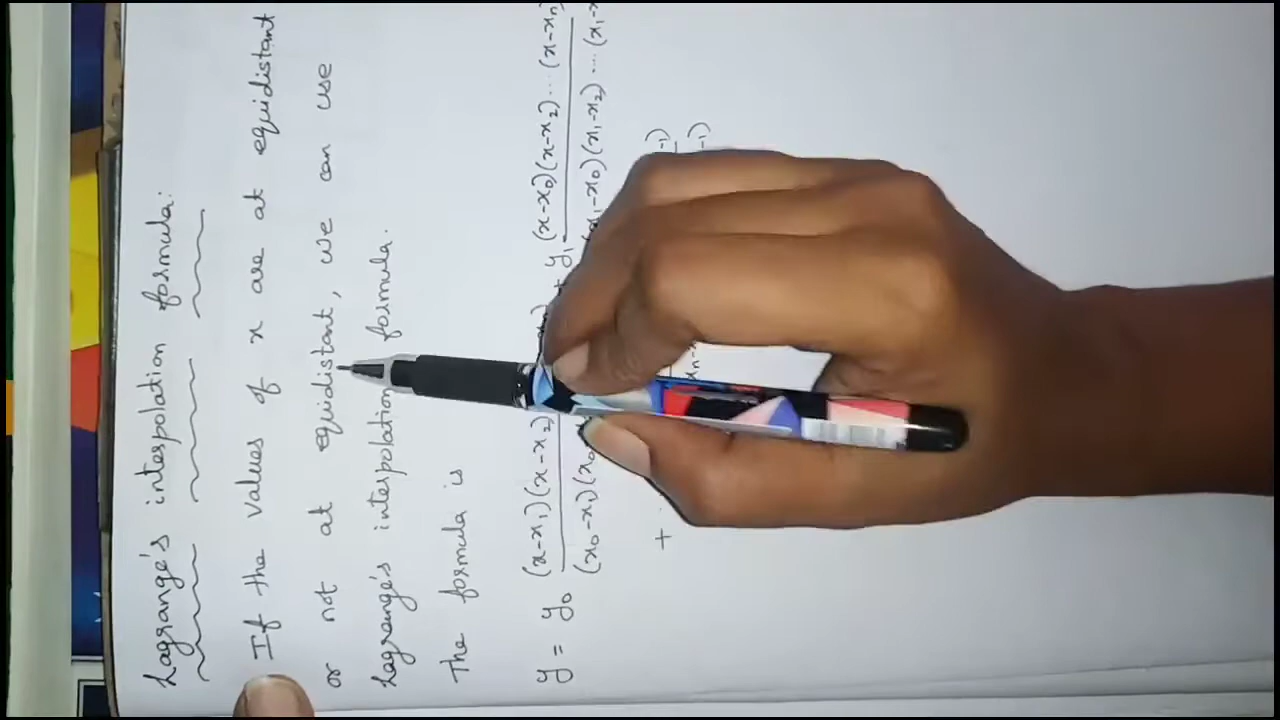 Lagrange's interpolation formula:
If the values of x are at equidistant
or not at equidistant, we can use
Lagrange's interpolation formula.
The formula is
y = y₀ (x-x₁)(x-x₂) + y₁ (x-x₀)(x-x₂)...(x-xₙ)
(x₀-x₁)(x₀ x₁-x₀)(x₁-x₂)...(x₁-x
+